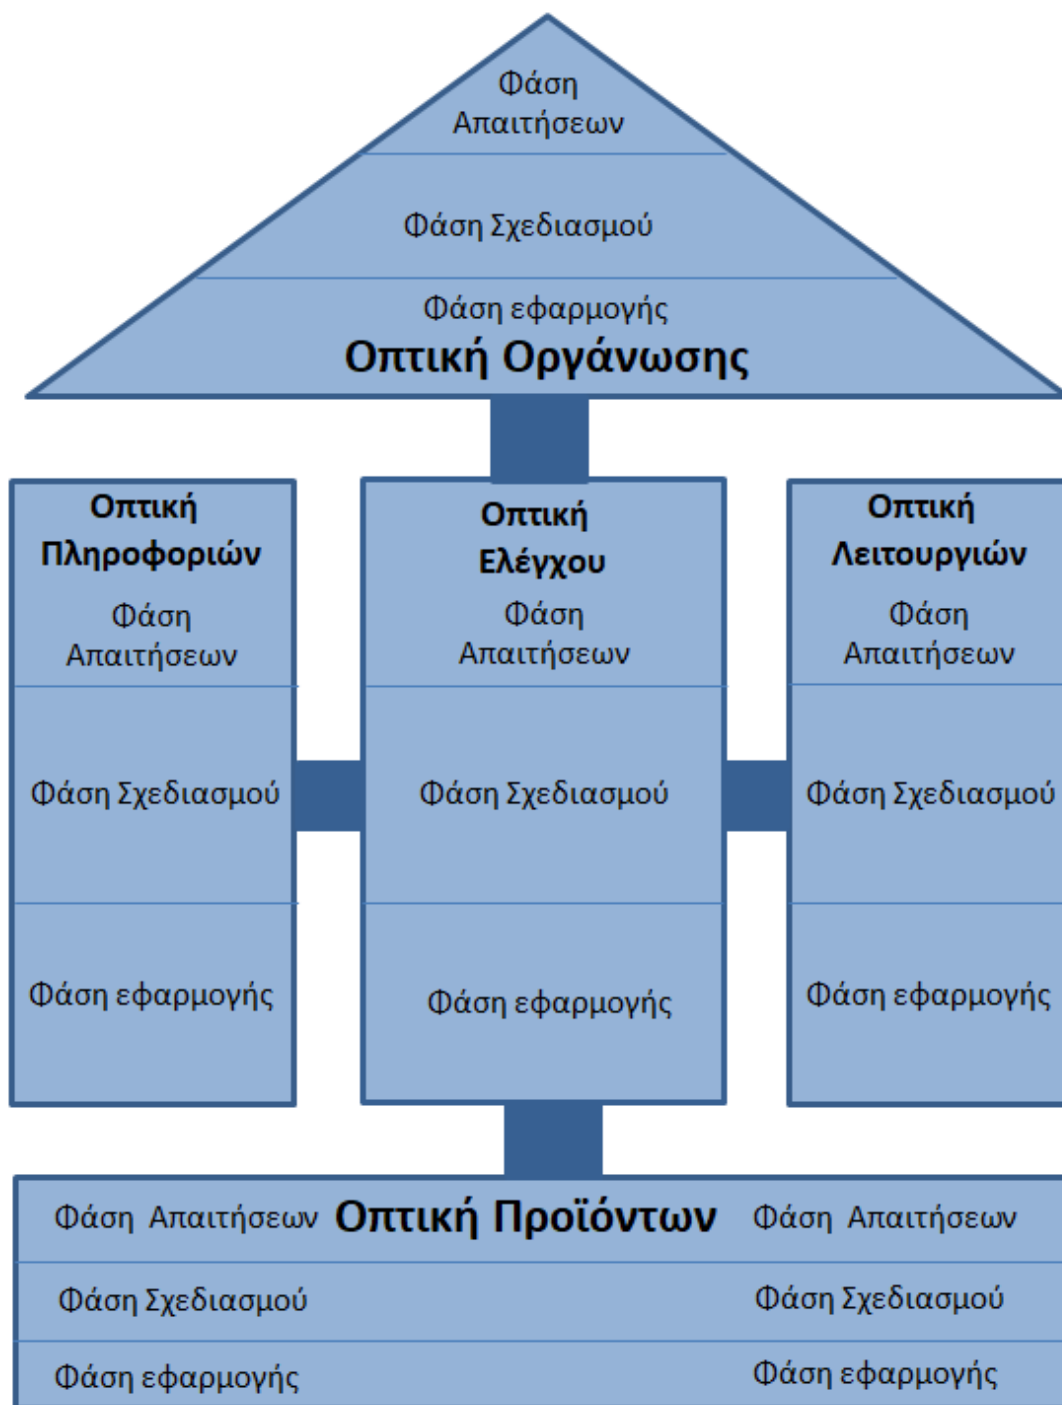 Φάση
Απαιτήσεων
Φάση Σχεδιασμού
Φάση εφαρμογής
Οπτική Οργάνωσης
Οπτική
Πληροφοριών
Φάση
Απαιτήσεων
Φάση Σχεδιασμού
Φάση εφαρμογής
Οπτική
Ελέγχου
Φάση
Απαιτήσεων
Φάση Σχεδιασμού
Φάση εφαρμογής
Οπτική
Λειτουργιών
Φάση
Απαιτήσεων
Φάση Σχεδιασμού
Φάση εφαρμογής
Φάση Απαιτήσεων Οπτική Προϊόντων Φάση Απαιτήσεων
Φάση Σχεδιασμού Φάση Σχεδιασμού
Φάση εφαρμογής Φάση εφαρμογής